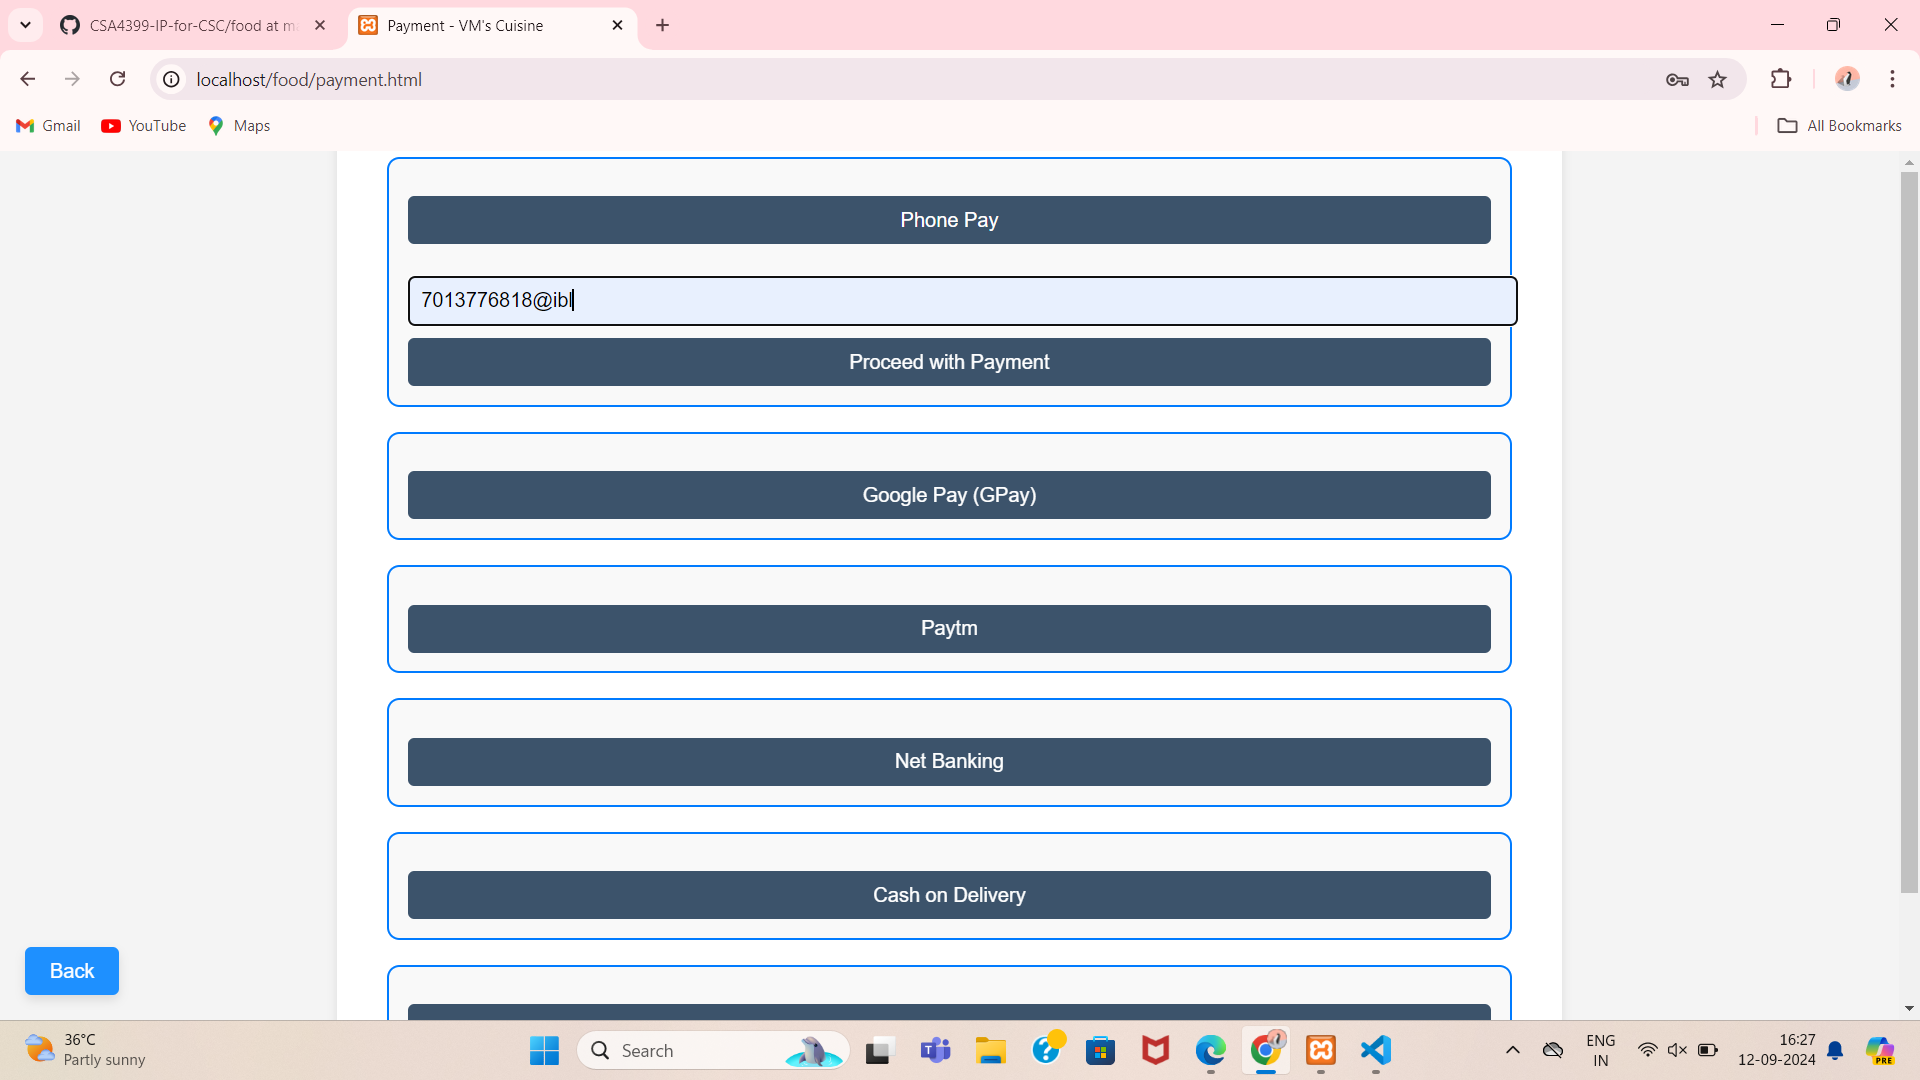 CSA4399-IP-for-CSC/food at ma
Payment - VM's Cuisine
localhost/food/payment.html
Gmail
YouTube
Maps
All Bookmarks
Phone Pay
7013776818@ibl
Proceed with Payment
Google Pay (GPay)
Paytm
Net Banking
Cash on Delivery
Back
36°C
Partly sunny
Search
ENG
IN
16:27
12-09-2024
PRE